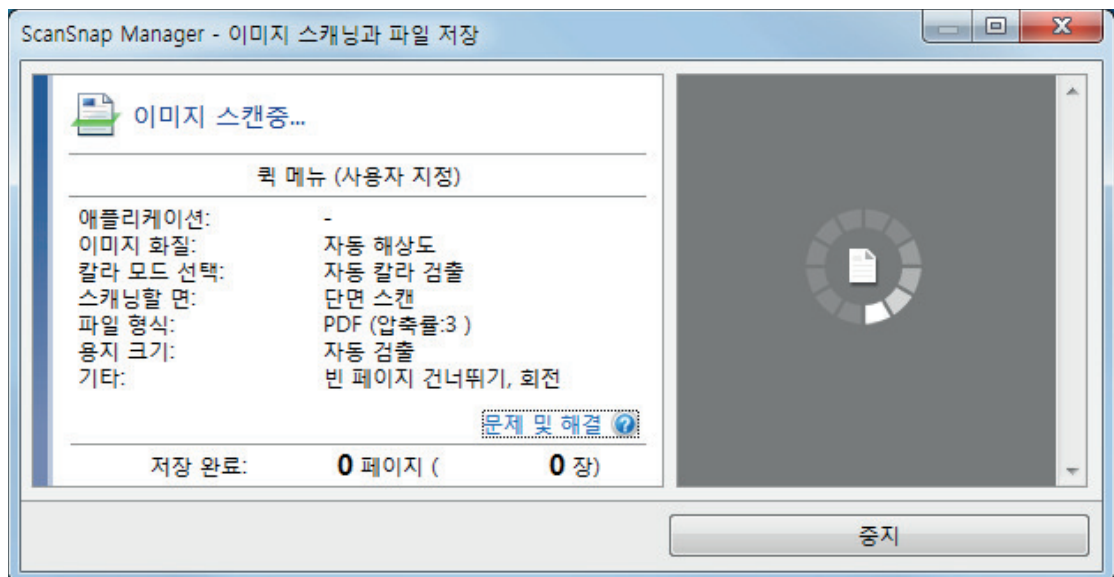 ScanSnap Manager - 이미지 스캐닝과 파일 저장
이미지 스캔중...
퀵 메뉴 (사용자 지정)
애플리케이션: -
이미지 화질: 자동 해상도
칼라 모드 선택: 자동 칼라 검출
스캐닝할 면: 단면 스캔
파일 형식: PDF (압축률:3 )
용지 크기: 자동 검출
기타: 빈 페이지 건너뛰기, 회전
문제 및 해결 ?
저장 완료: 0 페이지 ( 0 장)
중지